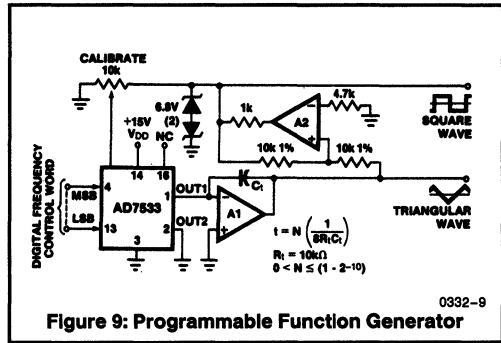 CALIBRATE
10k
6.8V
(2)
+15V
VDD
NC
1k
4.7k
A2
SQUARE
WAVE
10k 1%
10k 1%
DIGITAL FREQUENCY
CONTROL WORD
MSB
LSB
4
13
14
16
1
2
3
AD7533
OUT1
OUT2
Ct
A1
TRIANGULAR
WAVE
t = N (1/8RtCt)
Rt = 10kΩ
0 < N ≤ (1 - 2⁻¹⁰)
0332–9
Figure 9: Programmable Function Generator